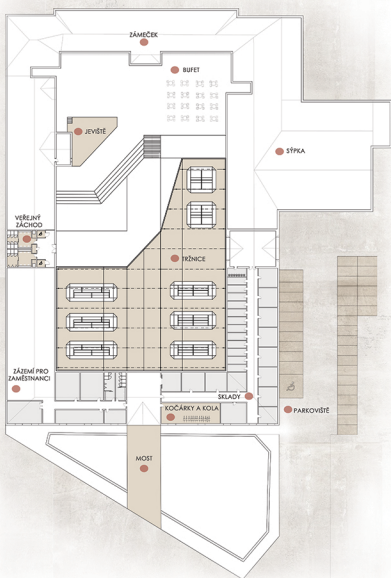 ZÁMEČEK
BUFET
JEVIŠTĚ
SÝPKA
VEŘEJNÝ
ZÁCHOD
TRŽNICE
ZÁZEMÍ PRO
ZAMĚSTNANCI
SKLADY
KOČÁRKY A KOLA
PARKOVIŠTĚ
MOST